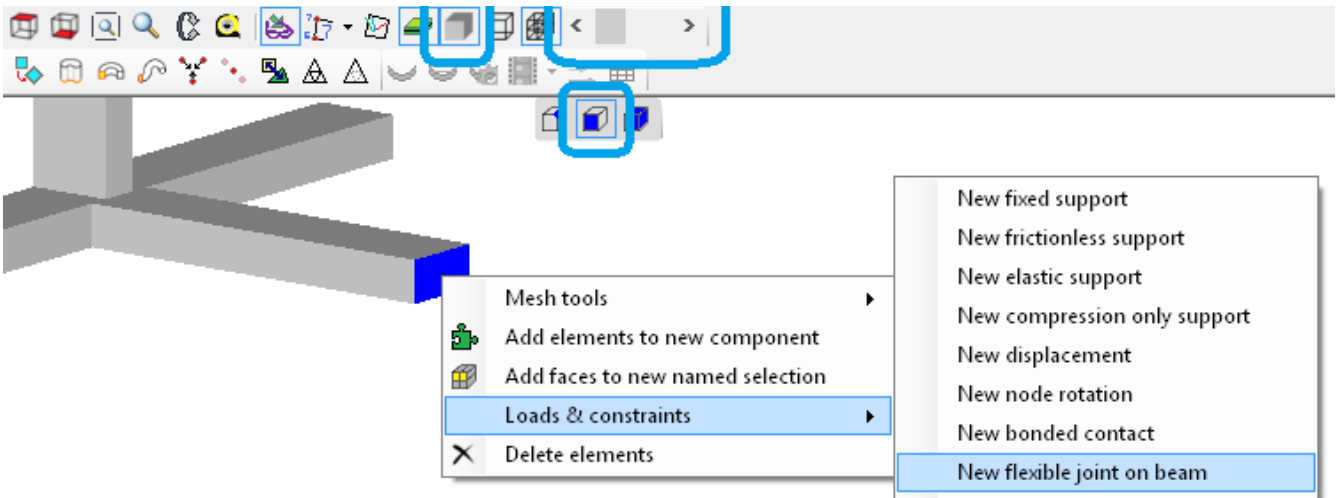 Mesh tools
Add elements to new component
Add faces to new named selection
Loads & constraints
Delete elements
New fixed support
New frictionless support
New elastic support
New compression only support
New displacement
New node rotation
New bonded contact
New flexible joint on beam